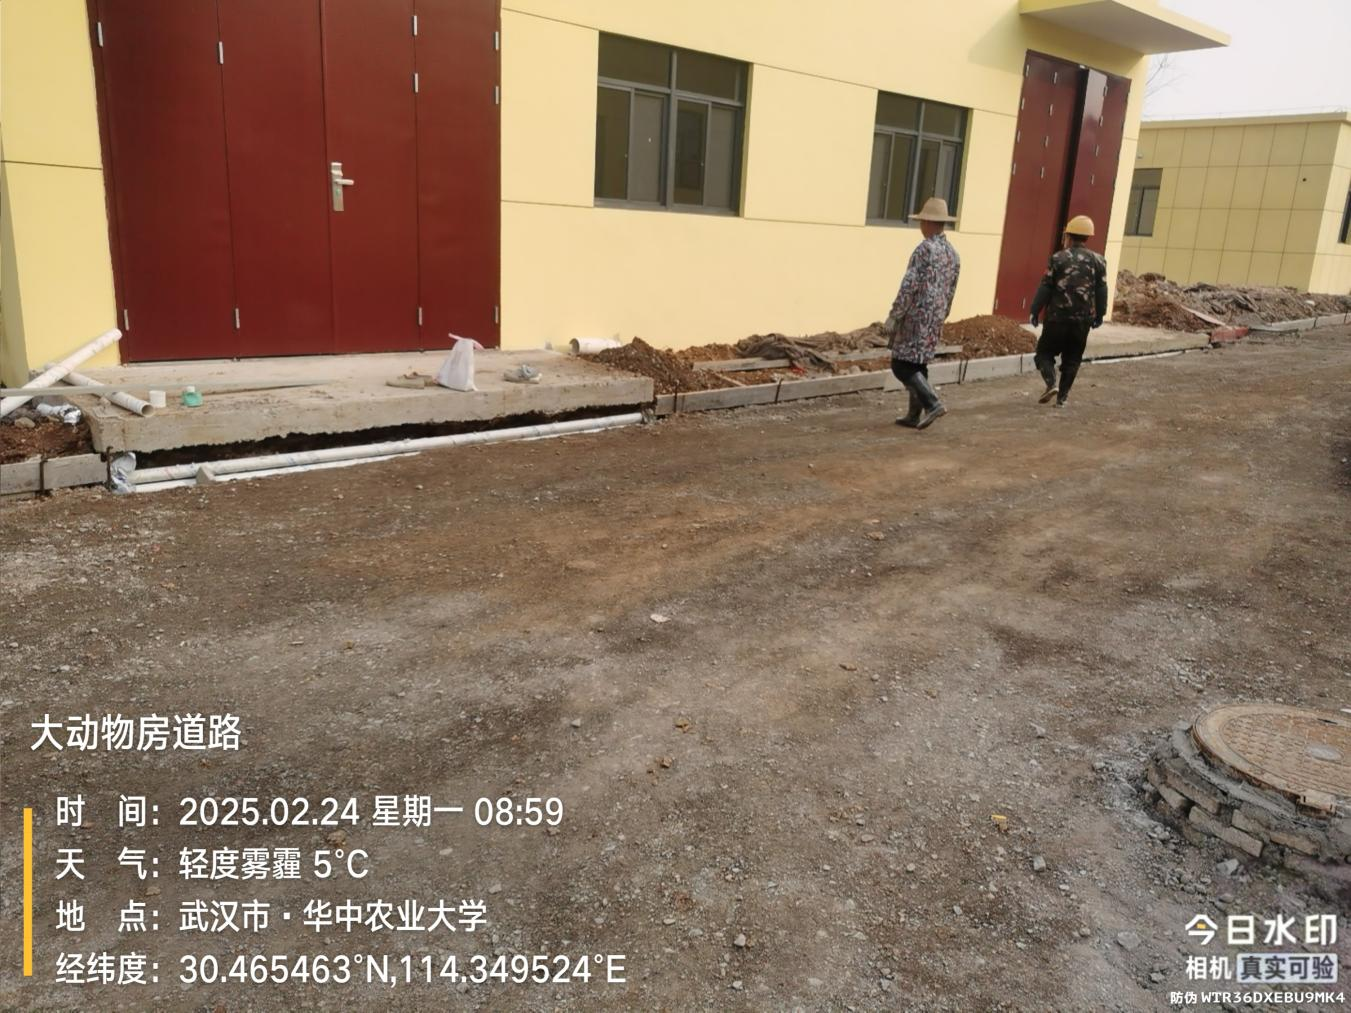 大动物房道路
时 间：2025.02.24 星期一 08:59
天 气：轻度雾霾 5°C
地 点：武汉市·华中农业大学
经纬度：30.465463°N,114.349524°E
今日水印
相机 真实可验
防伪 WTR36DXEBU9MK4